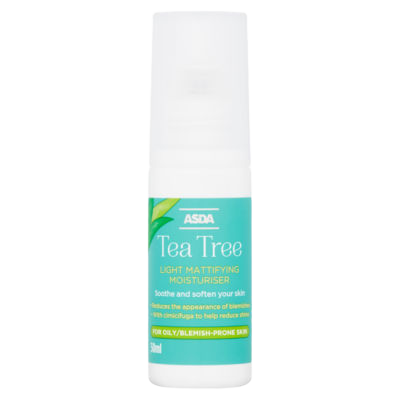 ASDA
Tea Tree
LIGHT MATTIFYING
MOISTURISER
Soothe and soften your skin
• Reduces the appearance of blemishes
• With cimicifuga to help reduce shine
FOR OILY/BLEMISH-PRONE SKIN
50ml